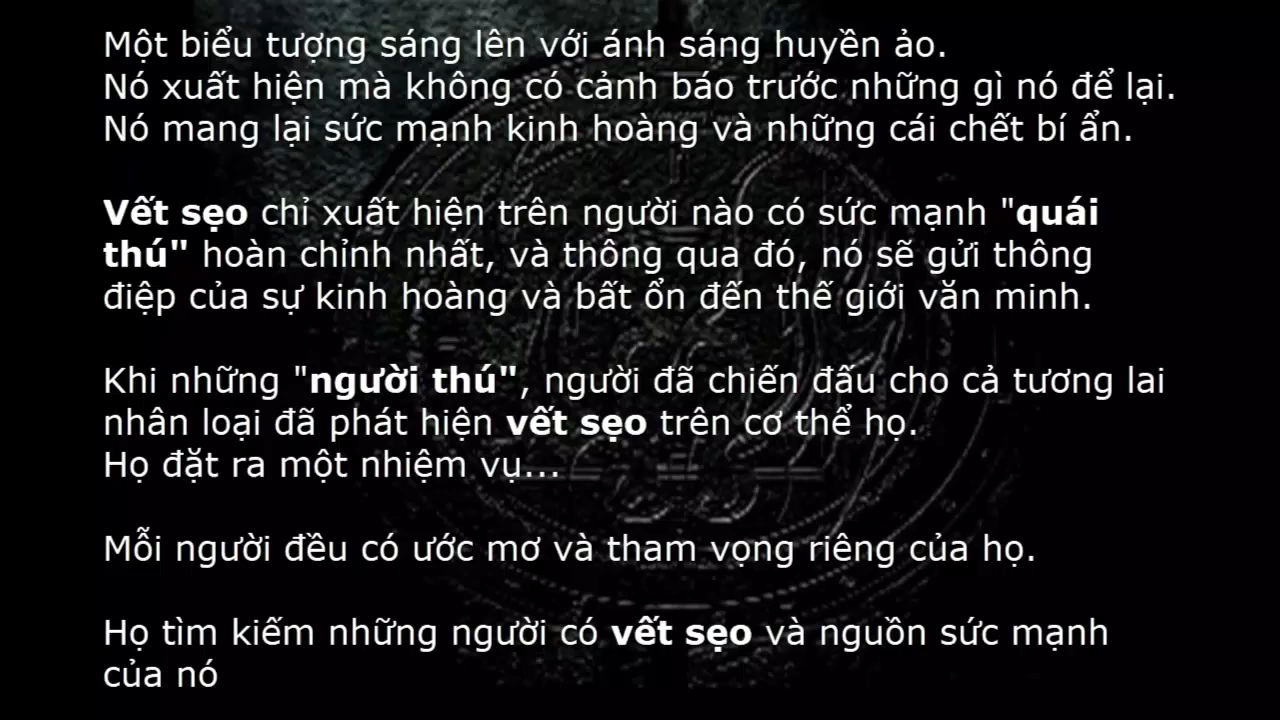 Một biểu tượng sáng lên với ánh sáng huyền ảo.
Nó xuất hiện mà không có cảnh báo trước những gì nó để lại.
Nó mang lại sức mạnh kinh hoàng và những cái chết bí ẩn.
Vết sẹo chỉ xuất hiện trên người nào có sức mạnh "quái
thú" hoàn chỉnh nhất, và thông qua đó, nó sẽ gửi thông
điệp của sự kinh hoàng và bất ổn đến thế giới văn minh.
Khi những "người thú", người đã chiến đấu cho cả tương lai
nhân loại đã phát hiện vết sẹo trên cơ thể họ.
Họ đặt ra một nhiệm vụ...
Mỗi người đều có ước mơ và tham vọng riêng của họ.
Họ tìm kiếm những người có vết sẹo và nguồn sức mạnh
của nó